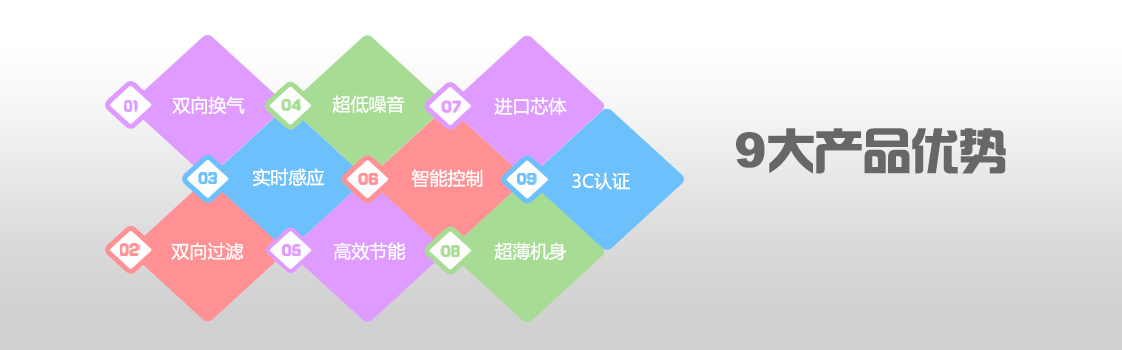 01 双向换气
02 双向过滤
03 实时感应
04 超低噪音
05 高效节能
06 智能控制
07 进口芯体
08 超薄机身
09 3C认证
9大产品优势